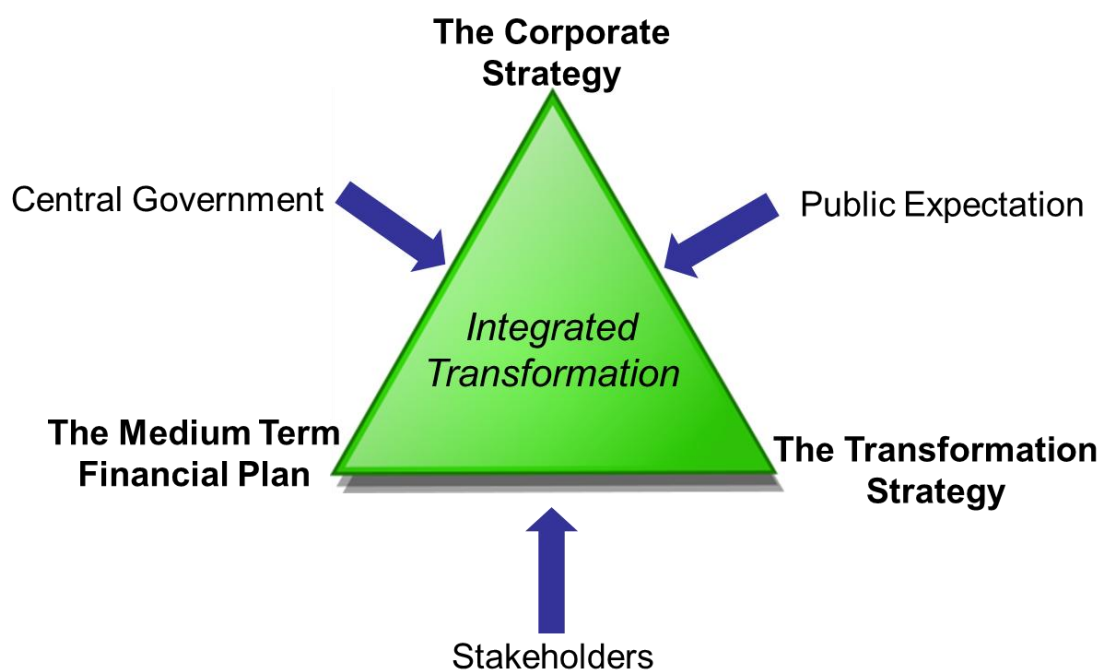 The Corporate
Strategy
Central Government
Public Expectation
Integrated
Transformation
The Medium Term
Financial Plan
The Transformation
Strategy
Stakeholders